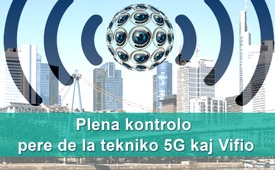 Plena kontrolo
pere de la tekniko 5G kaj Vifio